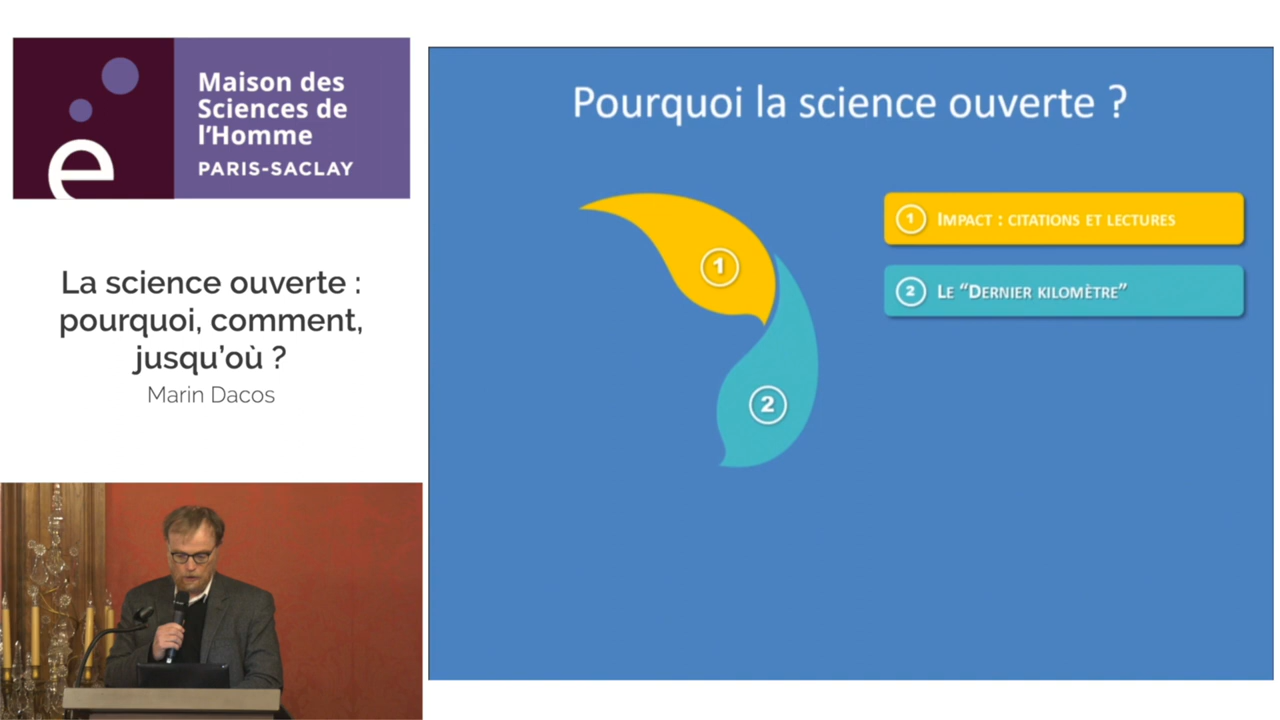 Maison des
Sciences de
l'Homme
PARIS-SACLAY
e
La science ouverte :
pourquoi, comment,
jusqu'où ?
Marin Dacos
Pourquoi la science ouverte ?
1
2
1 IMPACT : CITATIONS ET LECTURES
2 LE “DERNIER KILOMÈTRE”